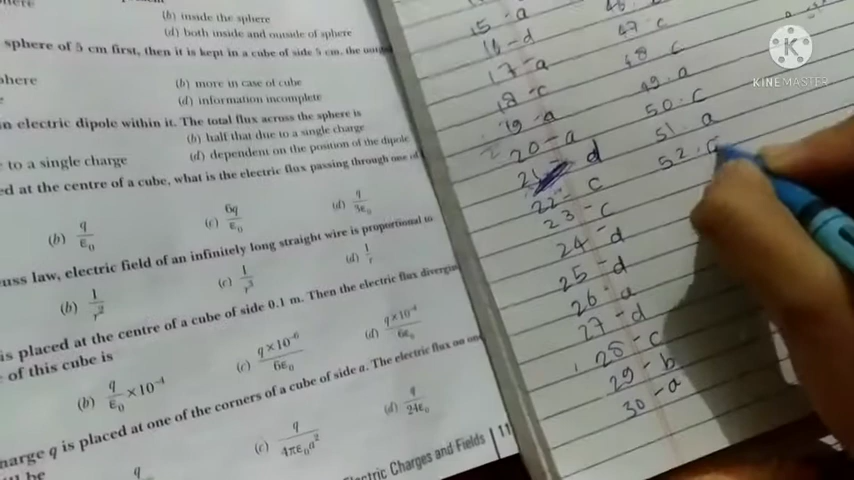 (b) inside the sphere
(d) both inside and outside of sphere
sphere of 5 cm first, then it is kept in a cube of side 5 cm. the
(b) more in case of cube
(d) information incomplete
n electric dipole within it. The total flux across the sphere is
(b) half that due to a single charge
to a single charge
(d) dependent on the position of the dipole
ed at the centre of a cube, what is the electric flux passing through one of
(b) q/ε0
(c) 6q/ε0
(d) q/3ε0
uss law, electric field of an infinitely long straight wire is proportional to
(b) 1/r²
(c) 1/r³
(d) 1/r
is placed at the centre of a cube of side 0.1 m. Then the electric flux diverging
of this cube is
(b) q/ε0 × 10⁻⁴
(c) q×10⁻⁶/6ε0
(d) q×10⁻⁴/6ε0
harge q is placed at one of the corners of a cube of side a. The electric flux on
be
q
(c) q/4πε0a²
(d) q/24ε0
ectric Charges and Fields | 11
15-a
16-d
17-a
18-c
19-a
20-a
21- d
22-c
23-c
24-d
25-d
26-a
27-d
28-c
29-b
30-a
47-c
48 c
49.a
50.c
51.a
52.c
KINEMASTER